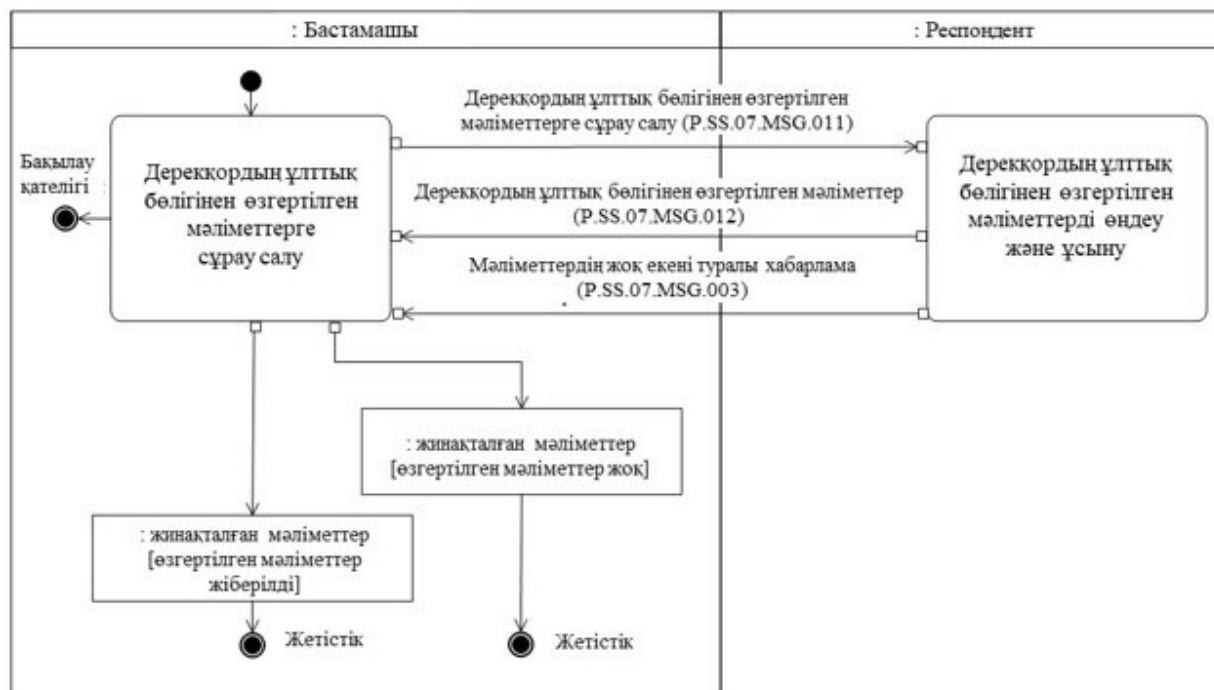 : Бастамашы
: Респондент
Дерекқордың ұлттық бөлігінен өзгертілген
мәліметтерге сұрау салу (P.SS.07.MSG.011)
Бақылау
қателігі :
Дерекқордың ұлттық
бөлігінен өзгертілген
мәліметтерге
сұрау салу
Дерекқордың ұлттық бөлігінен өзгертілген мәліметтер
(P.SS.07.MSG.012)
Мәліметтердің жоқ екені туралы хабарлама
(P.SS.07.MSG.003)
Дерекқордың ұлттық
бөлігінен өзгертілген
мәліметтерді өңдеу
және ұсыну
: жинақталған мәліметтер
[өзгертілген мәліметтер жоқ]
: жинақталған мәліметтер
[өзгертілген мәліметтер
жіберілді]
Жетістік
Жетістік